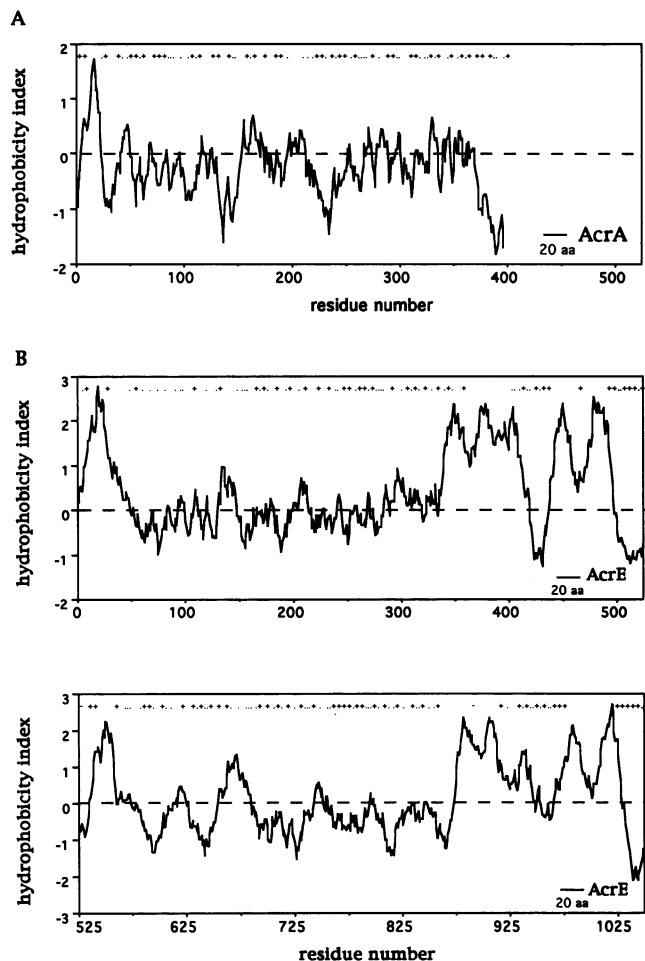 A
hydrophobicity index
2
1
0
-1
-2
AcrA
20 aa
0 100 200 300 400 500
residue number
B
hydrophobicity index
3
2
1
0
-1
-2
AcrE
20 aa
0 100 200 300 400 500
hydrophobicity index
3
2
1
0
-1
-2
-3
AcrE
20 aa
525 625 725 825 925 1025
residue number